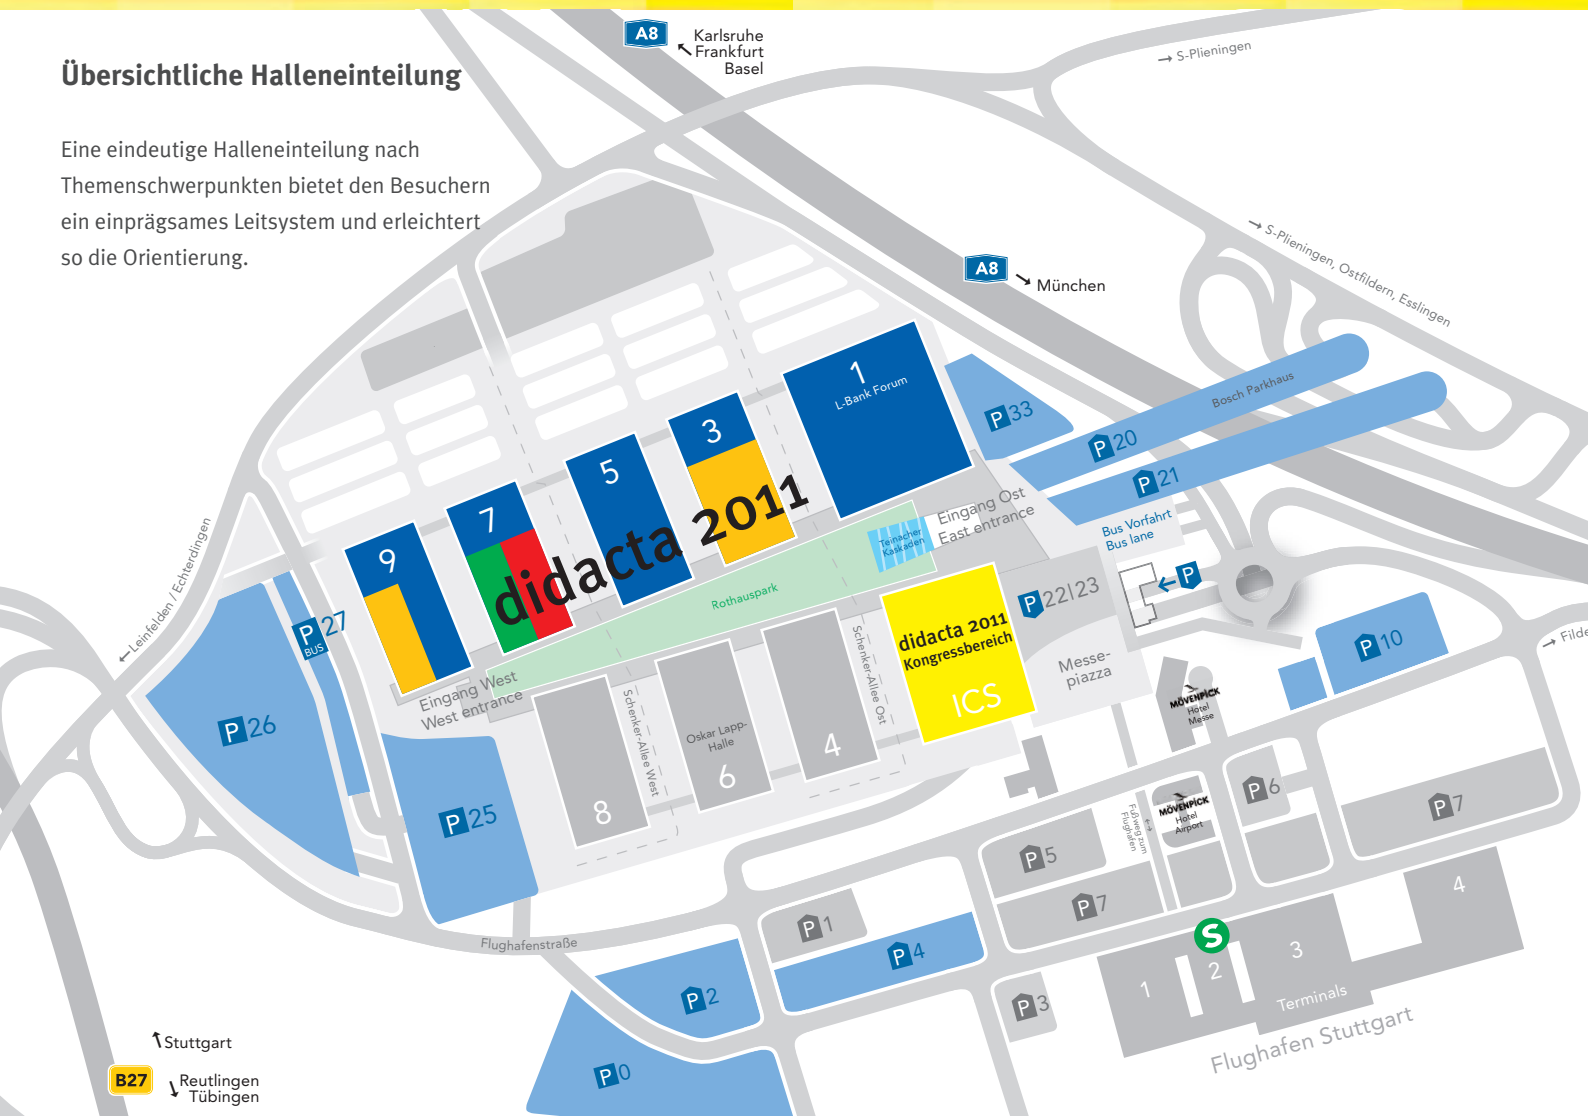 Übersichtliche Halleneinteilung
Eine eindeutige Halleneinteilung nach
Themenschwerpunkten bietet den Besuchern
ein einprägsames Leitsystem und erleichtert
so die Orientierung.
A8
Karlsruhe
Frankfurt
Basel
S-Plieningen
S-Plieningen, Ostfildern, Esslingen
A8
München
Leinfelden / Echterdingen
1
L-Bank Forum
3
5
7
9
didacta 2011
P 33
P 20
Bosch Parkhaus
P 21
Eingang Ost
East entrance
Teinacher
Kaskaden
Rothauspark
Bus Vorfahrt
Bus lane
P
P 22|23
P 27
BUS
P 26
P 25
Eingang West
West entrance
Schenker-Allee West
Schenker-Allee Ost
8
Oskar Lapp-
Halle
6
4
didacta 2011
Kongressbereich
ICS
Messe-
piazza
P 10
Filde
MÖVENPICK
Hotel
Messe
MÖVENPICK
Hotel
Airport
Fußweg zum
Flughafen
P 6
P 7
P 5
P 7
P 1
P 4
P 2
P 3
P 0
Flughafenstraße
S
1
2
3
4
Terminals
Flughafen Stuttgart
Stuttgart
B27
Reutlingen
Tübingen